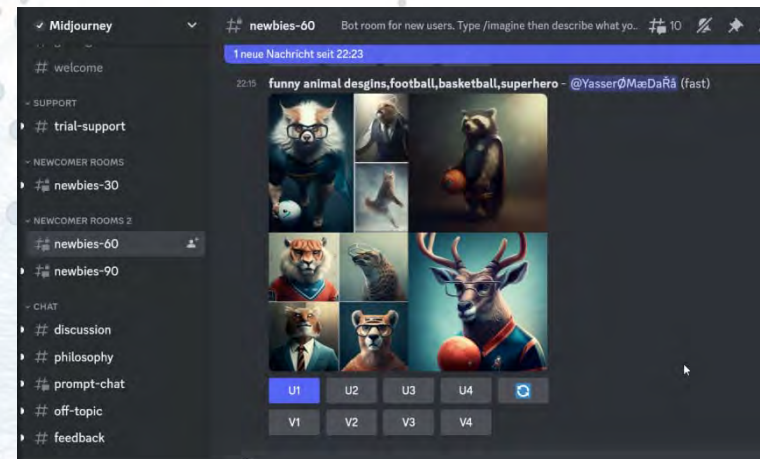 Midjourney
# welcome
SUPPORT
# trial-support
NEWCOMER ROOMS
newbies-30
NEWCOMER ROOMS 2
newbies-60
newbies-90
CHAT
# discussion
# philosophy
prompt-chat
# off-topic
# feedback
newbies-60 Bot room for new users. Type /imagine then describe what yo.. 10
1 neue Nachricht seit 22:23
22:15 funny animal desgins,football,basketball,superhero - @YasserØMæDaŘă (fast)
U1 U2 U3 U4
V1 V2 V3 V4